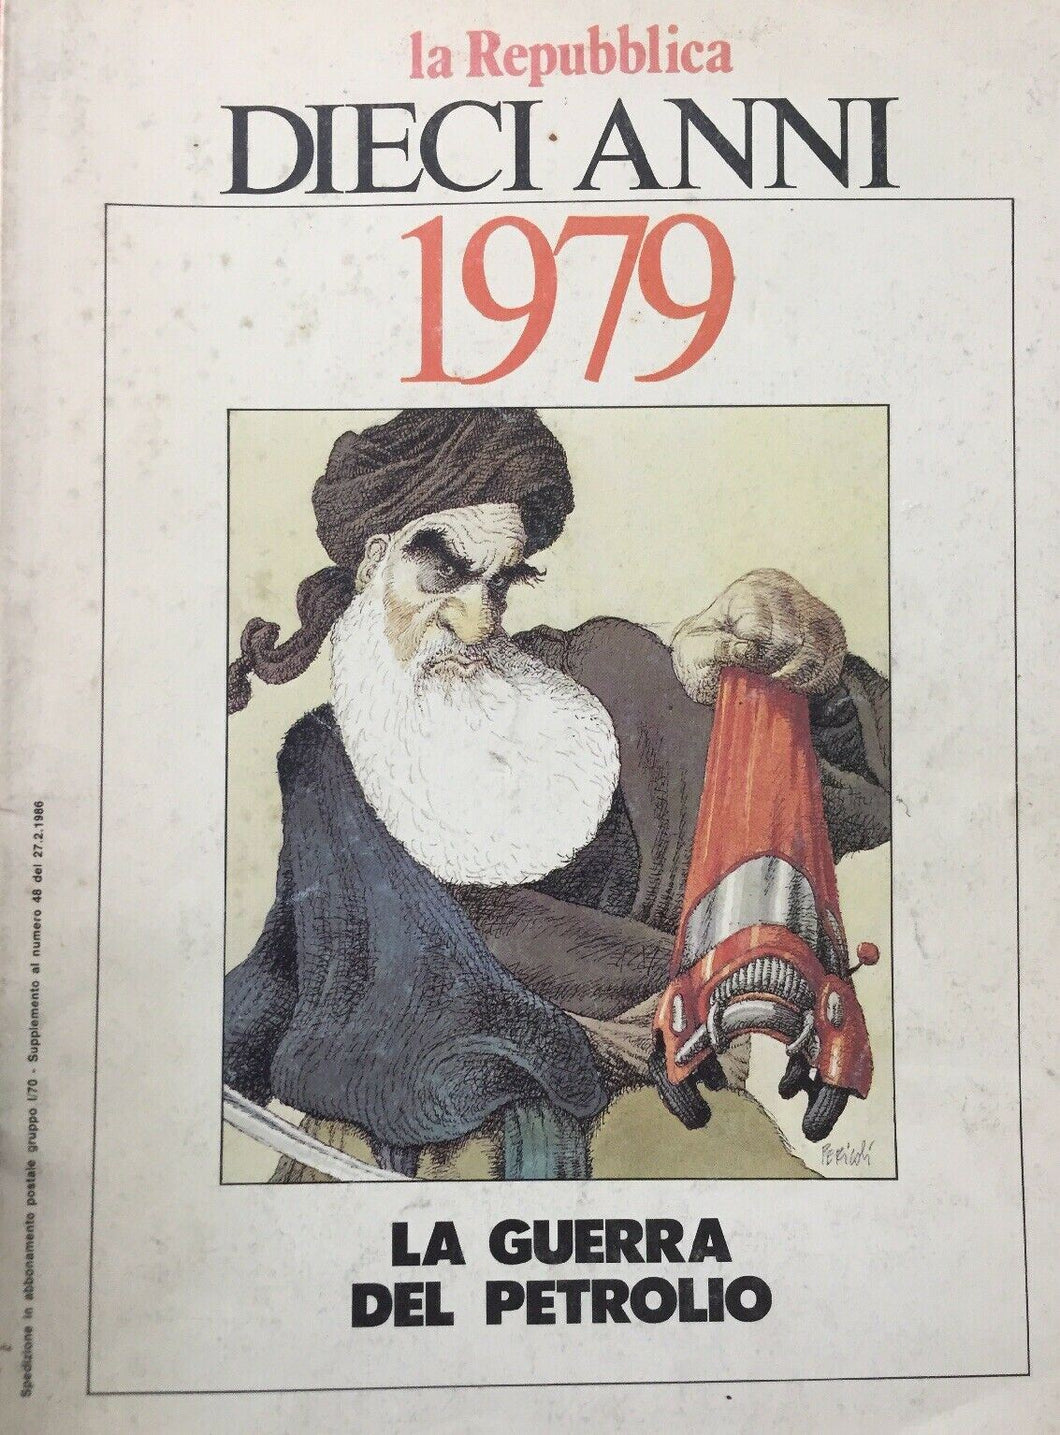 la Repubblica
DIECI ANNI
1979
PERicoli
LA GUERRA
DEL PETROLIO
Spedizione in abbonamento postale gruppo I/70 - Supplemento al numero 48 del 27.2.1986